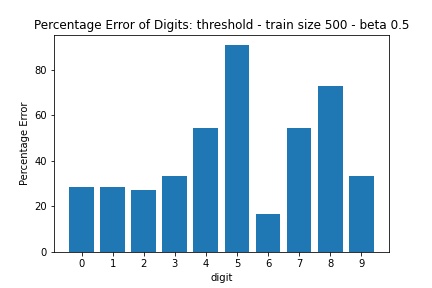 Percentage Error of Digits: threshold - train size 500 - beta 0.5
Percentage Error
80
60
40
20
0
0 1 2 3 4 5 6 7 8 9
digit